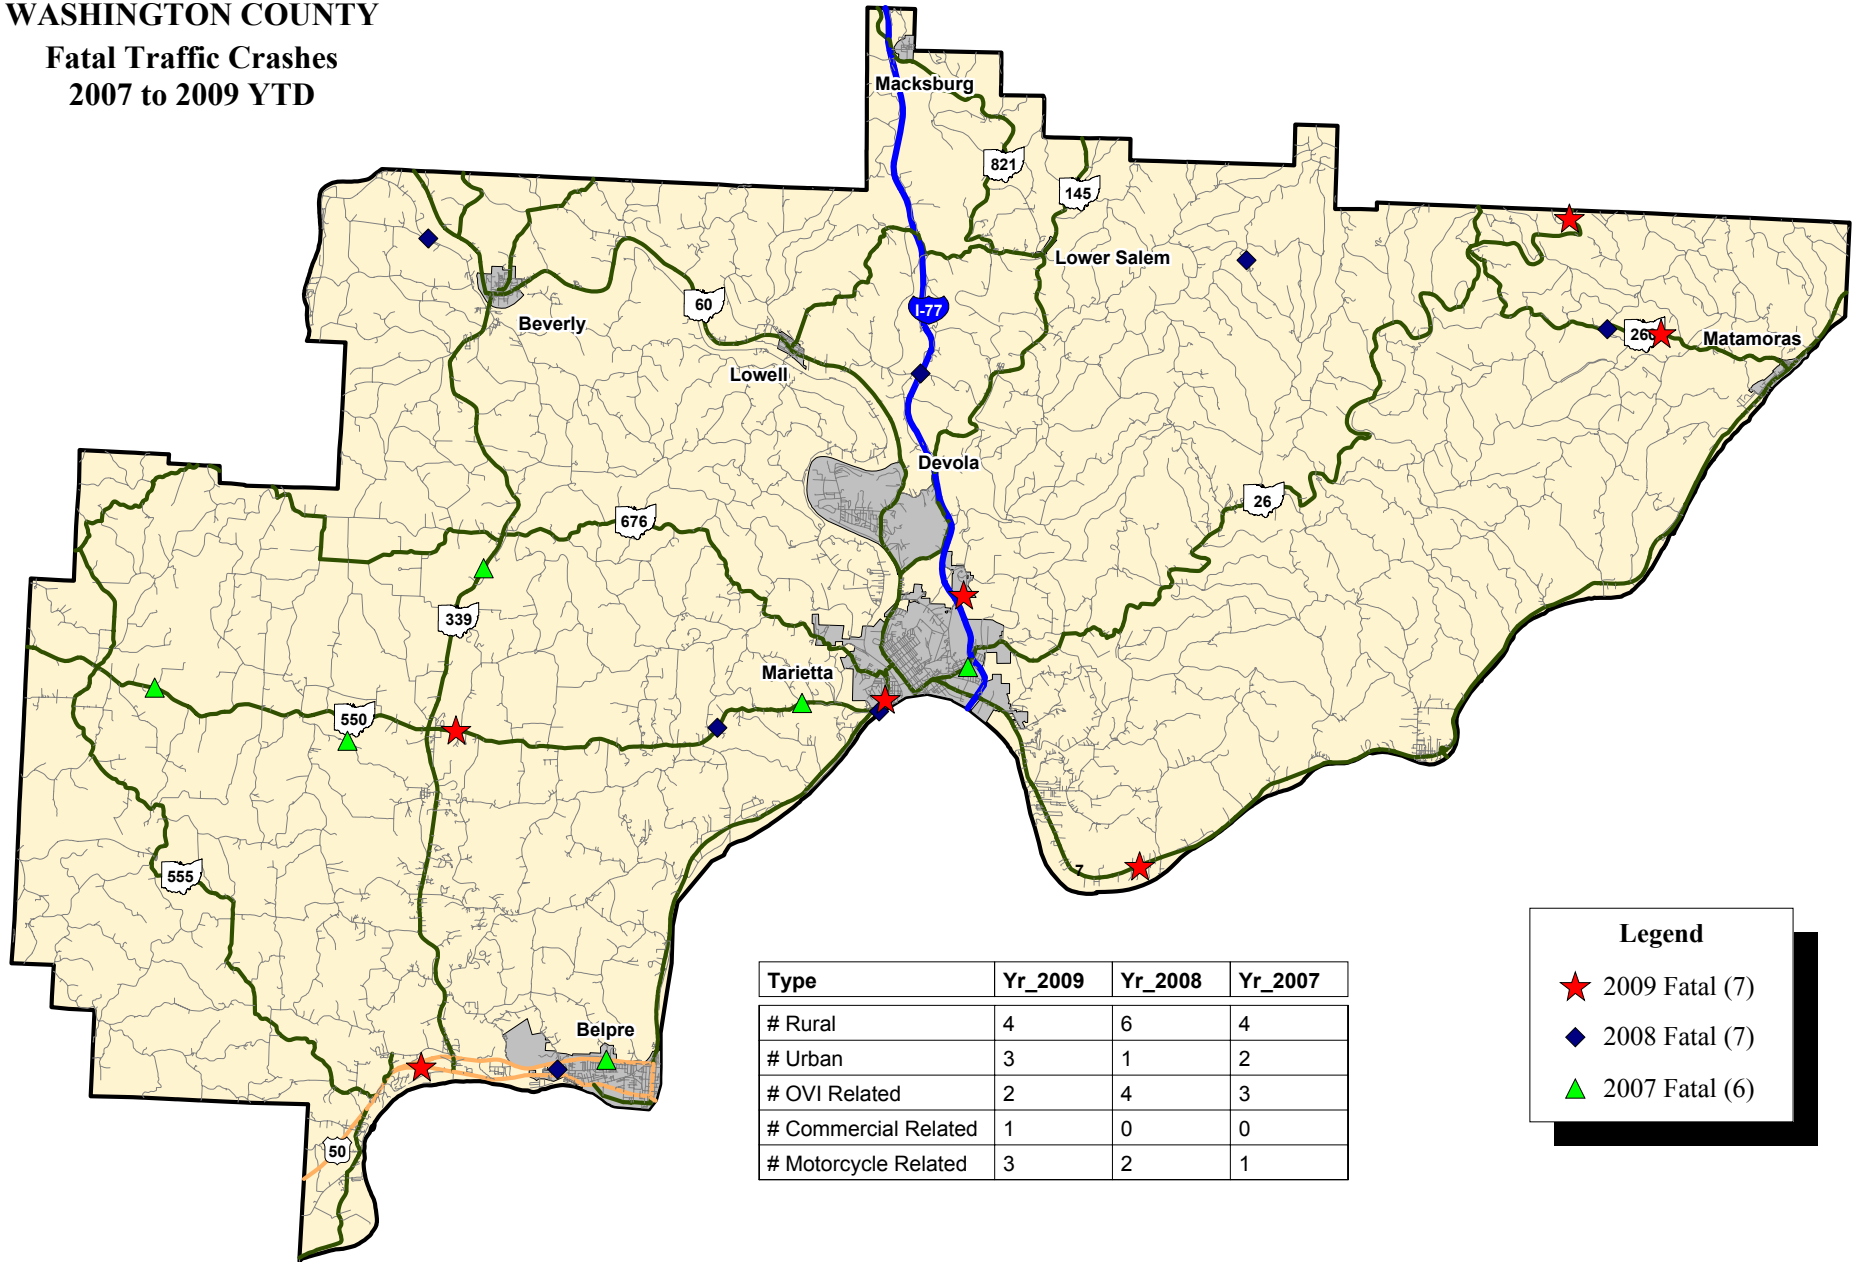 WASHINGTON COUNTY
Fatal Traffic Crashes
2007 to 2009 YTD
Macksburg
821
145
Lower Salem
60
I-77
Beverly
Lowell
Matamoras
Devola
26
676
339
Marietta
550
555
7
Belpre
50
Type Yr_2009 Yr_2008 Yr_2007
# Rural 4 6 4
# Urban 3 1 2
# OVI Related 2 4 3
# Commercial Related 1 0 0
# Motorcycle Related 3 2 1
Legend
2009 Fatal (7)
2008 Fatal (7)
2007 Fatal (6)